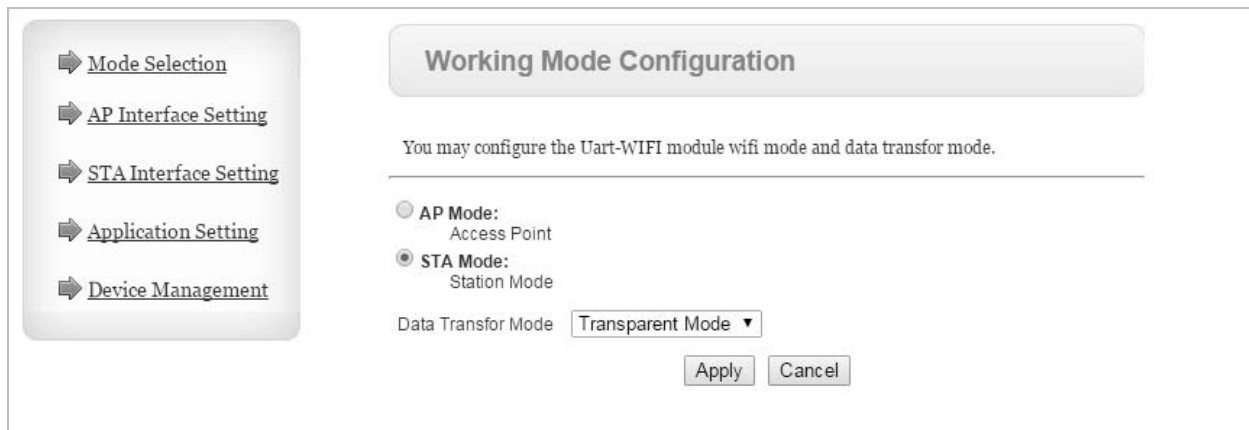 Mode Selection
AP Interface Setting
STA Interface Setting
Application Setting
Device Management
Working Mode Configuration
You may configure the Uart-WIFI module wifi mode and data transfor mode.
AP Mode:
Access Point
STA Mode:
Station Mode
Data Transfor Mode Transparent Mode
Apply Cancel